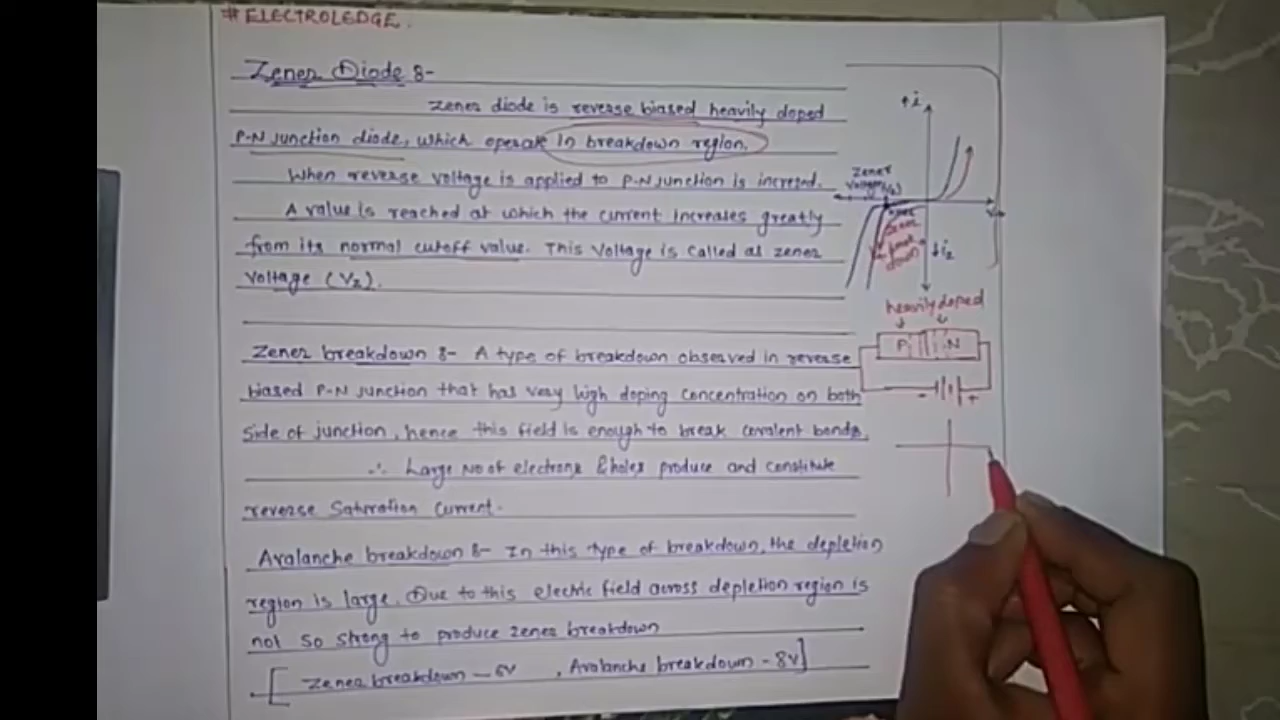 #ELECTROLEDGE.
Zener Diode :-
Zener diode is reverse biased heavily doped
P-N junction diode, which operate in breakdown region.
When reverse voltage is applied to P-N junction is incresed.
A value is reached at which the current increases greatly
from its normal cutoff value. This Voltage is called as zener
Voltage (Vz).
Zener breakdown :- A type of breakdown observed in reverse
biased P-N junction that has very high doping concentration on both
side of junction, hence this field is enough to break covalent bonds.
∴ Large No of electrons & holes produce and constitute
reverse Saturation Current.
Avalanche breakdown :- In this type of breakdown, the depletion
region is large. Due to this electric field across depletion region is
not so strong to produce zener breakdown
[ Zener breakdown - 6V , Avalanche breakdown - 8V]
↑i
Zener
Voltage (Vz)
Zener
break
down
↓i2
heavily doped
P N
- +